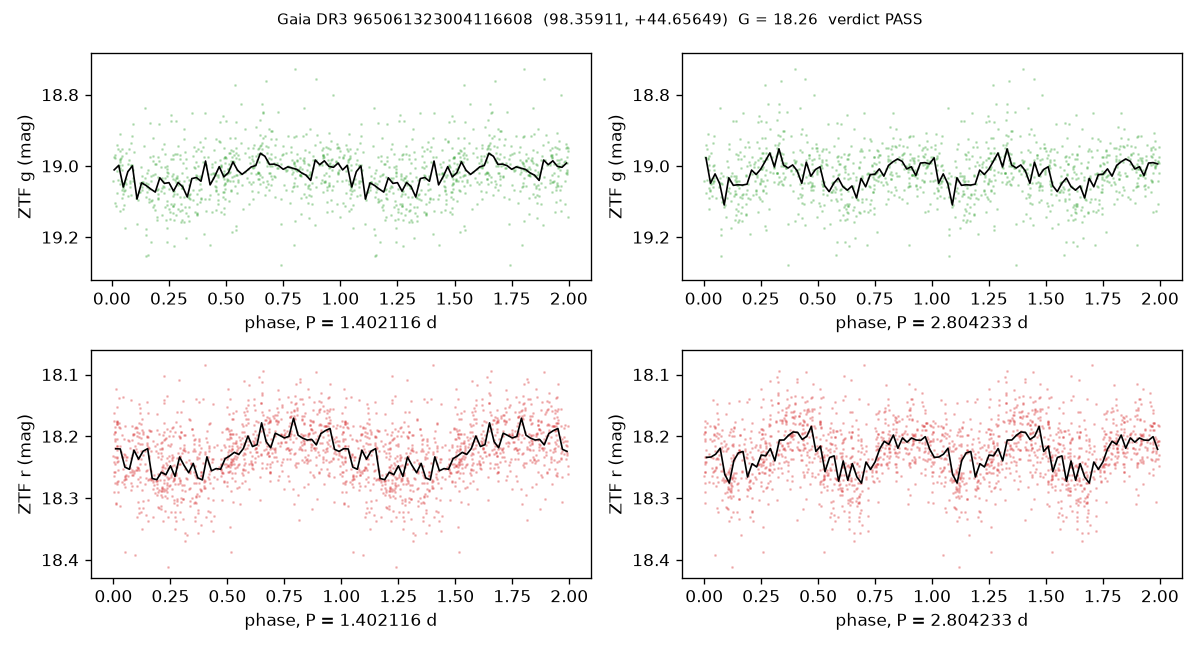 Gaia DR3 965061323004116608  (98.35911, +44.65649)  G = 18.26  verdict PASS
ZTF g (mag)
18.8
19.0
19.2
0.00 0.25 0.50 0.75 1.00 1.25 1.50 1.75 2.00
phase, P = 1.402116 d
ZTF g (mag)
18.8
19.0
19.2
0.00 0.25 0.50 0.75 1.00 1.25 1.50 1.75 2.00
phase, P = 2.804233 d
ZTF r (mag)
18.1
18.2
18.3
18.4
0.00 0.25 0.50 0.75 1.00 1.25 1.50 1.75 2.00
phase, P = 1.402116 d
ZTF r (mag)
18.1
18.2
18.3
18.4
0.00 0.25 0.50 0.75 1.00 1.25 1.50 1.75 2.00
phase, P = 2.804233 d